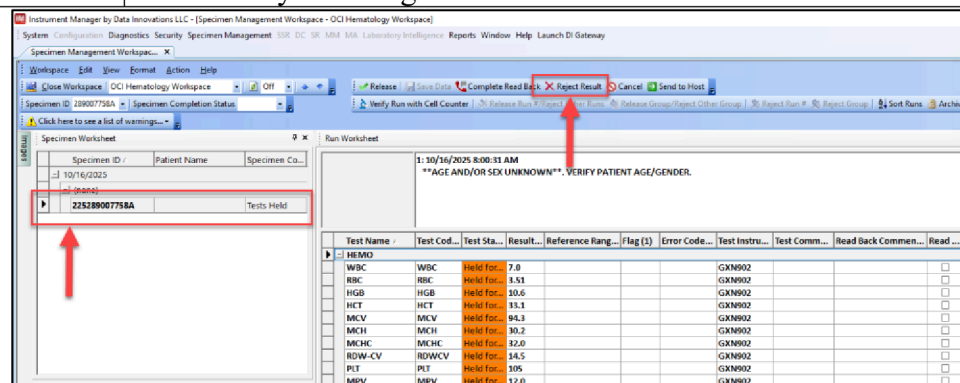 Instrument Manager by Data Innovations LLC - [Specimen Management Workspace - OCI Hematology Workspace]
System Configuration Diagnostics Security Specimen Management SSR DC SR MM MA Laboratory Intelligence Reports Window Help Launch DI Gateway
Specimen Management Workspac... X
Workspace Edit View Format Action Help
Close Workspace OCI Hematology Workspace Off Release Save Data Complete Read Back Reject Result Cancel Send to Host
Specimen ID 289007758A Specimen Completion Status Verify Run with Cell Counter Release Run # Other Runs Release Group/Reject Other Group Reject Run # Reject Group Sort Runs Archiv
Click here to see a list of warnings...
Images
Specimen Worksheet Run Worksheet
Specimen ID / Patient Name Specimen Co...
10/16/2025
(none)
225289007758A Tests Held
1: 10/16/2025 8:00:31 AM
**AGE AND/OR SEX UNKNOWN**. VERIFY PATIENT AGE/GENDER.
Test Name / Test Cod... Test Sta... Result... Reference Rang... Flag (1) Error Code... Test Instru... Test Comm... Read Back Commen... Read ...
HEMO
WBC WBC Held for... 7.0 GXN902
RBC RBC Held for... 3.51 GXN902
HGB HGB Held for... 10.6 GXN902
HCT HCT Held for... 33.1 GXN902
MCV MCV Held for... 94.3 GXN902
MCH MCH Held for... 30.2 GXN902
MCHC MCHC Held for... 32.0 GXN902
RDW-CV RDWCV Held for... 14.5 GXN902
PLT PLT Held for... 105 GXN902
MPV MPV Held for... 12.0 GXN902